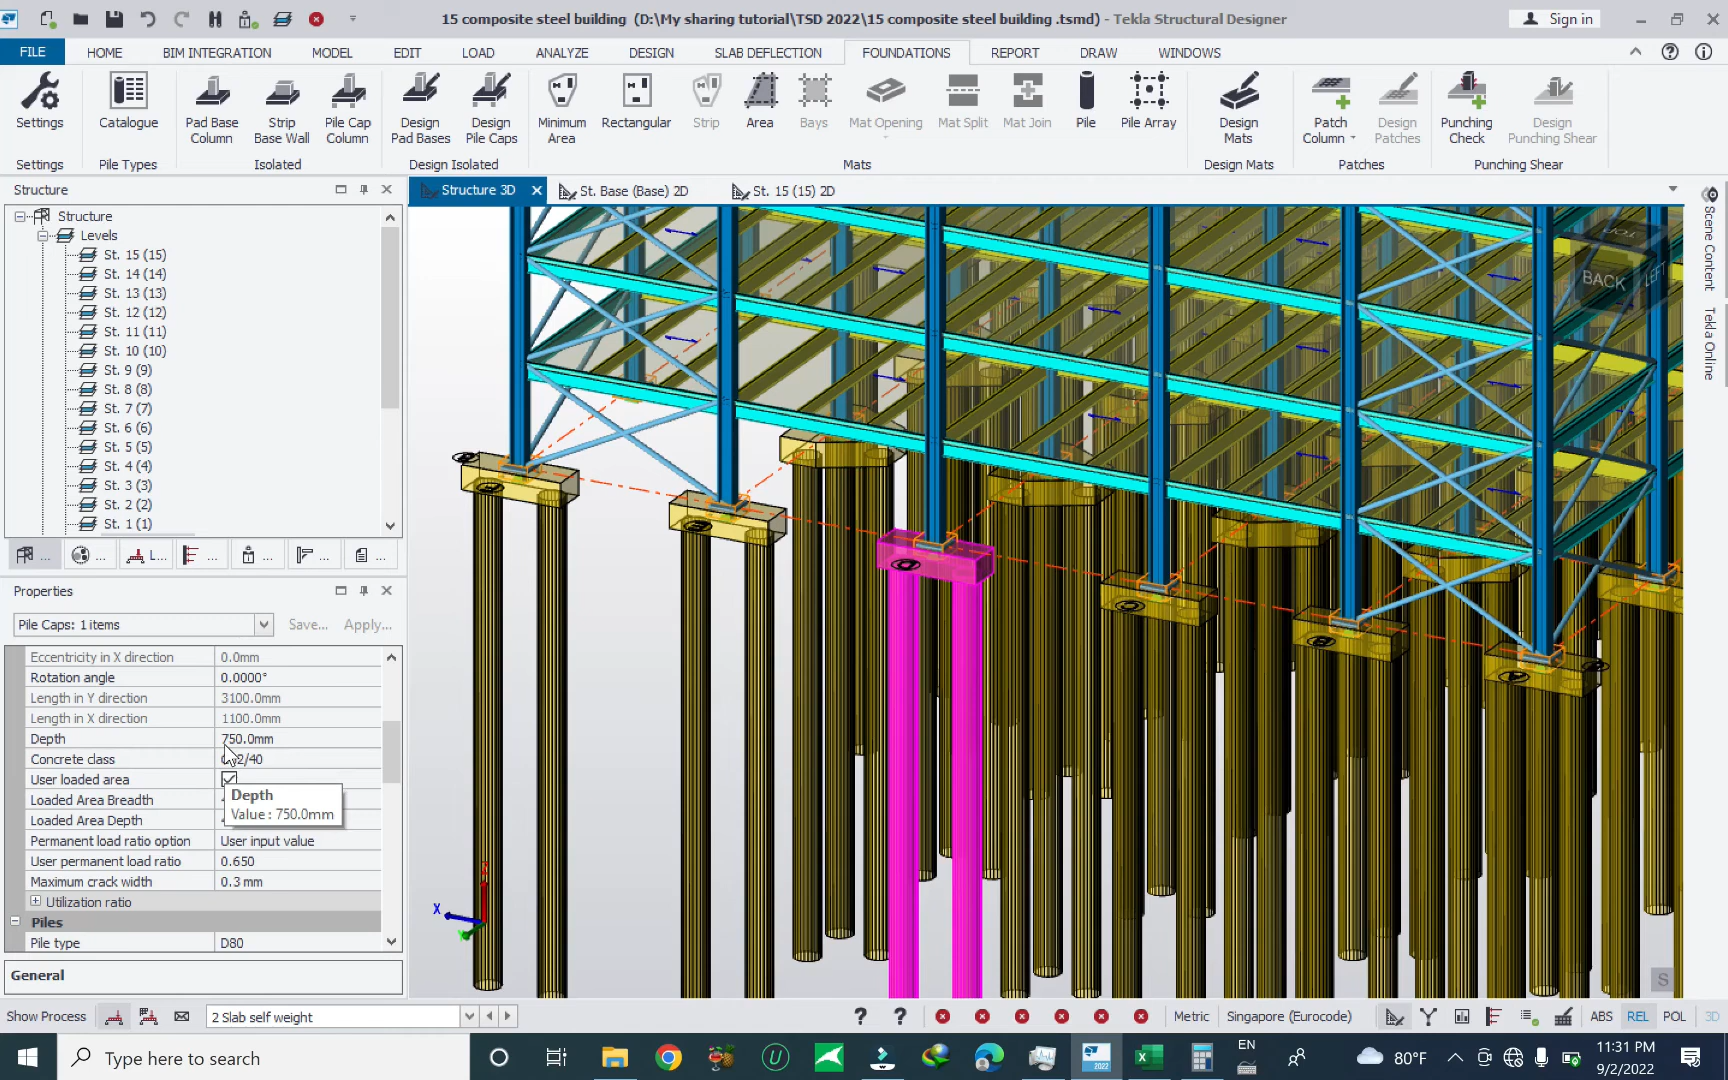 15 composite steel building (D:\My sharing tutorial\TSD 2022\15 composite steel building .tsmd) - Tekla Structural Designer
Sign in
FILE HOME BIM INTEGRATION MODEL EDIT LOAD ANALYZE DESIGN SLAB DEFLECTION FOUNDATIONS REPORT DRAW WINDOWS
Settings
Catalogue
Pad Base
Column
Strip
Base Wall
Pile Cap
Column
Design
Pad Bases
Design
Pile Caps
Minimum
Area
Rectangular
Strip
Area
Bays
Mat Opening
Mat Split
Mat Join
Pile
Pile Array
Design
Mats
Patch
Column
Design
Patches
Punching
Check
Design
Punching Shear
Settings Pile Types Isolated Design Isolated Mats Design Mats Patches Punching Shear
Structure
Structure 3D
St. Base (Base) 2D
St. 15 (15) 2D
Structure
Levels
St. 15 (15)
St. 14 (14)
St. 13 (13)
St. 12 (12)
St. 11 (11)
St. 10 (10)
St. 9 (9)
St. 8 (8)
St. 7 (7)
St. 6 (6)
St. 5 (5)
St. 4 (4)
St. 3 (3)
St. 2 (2)
St. 1 (1)
... ... L... ... ... ... ...
Properties
Pile Caps: 1 items Save... Apply...
Eccentricity in X direction 0.0mm
Rotation angle 0.0000°
Length in Y direction 3100.0mm
Length in X direction 1100.0mm
Depth 750.0mm
Concrete class 2/40
User loaded area
Loaded Area Breadth
Loaded Area Depth
Depth
Value : 750.0mm
Permanent load ratio option User input value
User permanent load ratio 0.650
Maximum crack width 0.3 mm
Utilization ratio
Piles
Pile type D80
General
TOP
BACK
LEFT
Scene Content
Tekla Online
X
S
Show Process
2 Slab self weight
Metric Singapore (Eurocode) ABS REL POL 3D
Type here to search
2022
EN
80°F
11:31 PM
9/2/2022